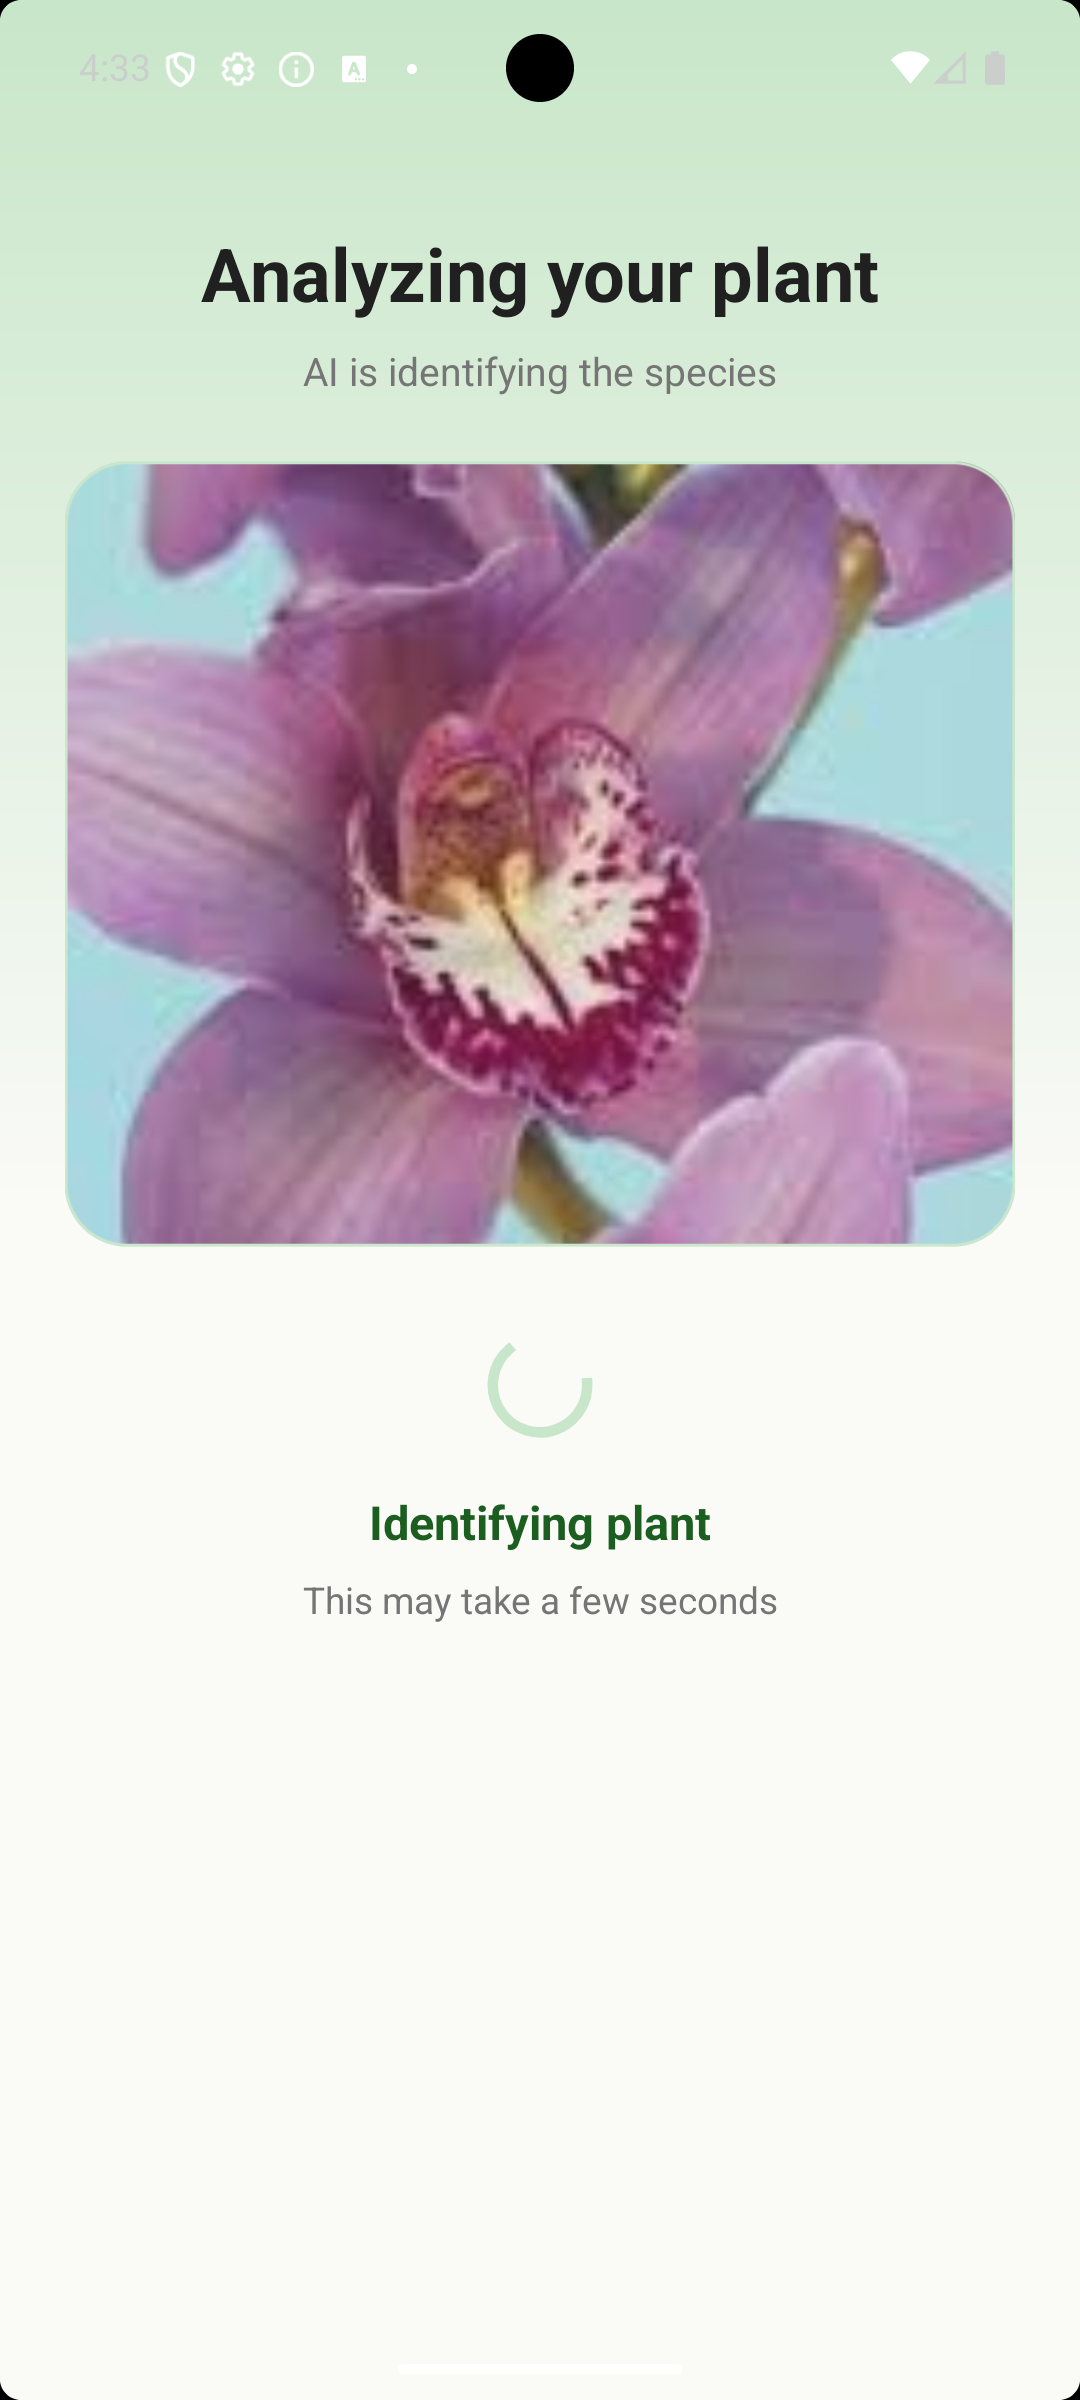 4:33
Analyzing your plant
AI is identifying the species
Identifying plant
This may take a few seconds